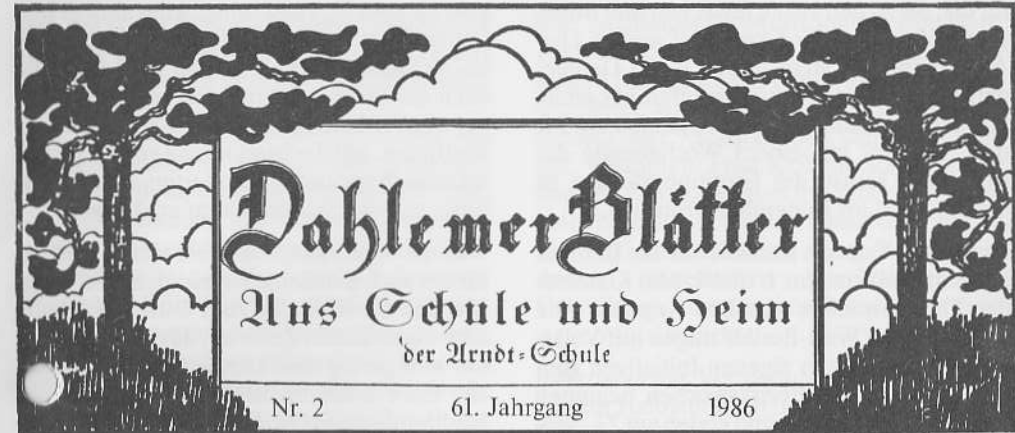 Dahlemer Blätter
Aus Schule und Heim
der Arndt-Schule
Nr. 2 61. Jahrgang 1986